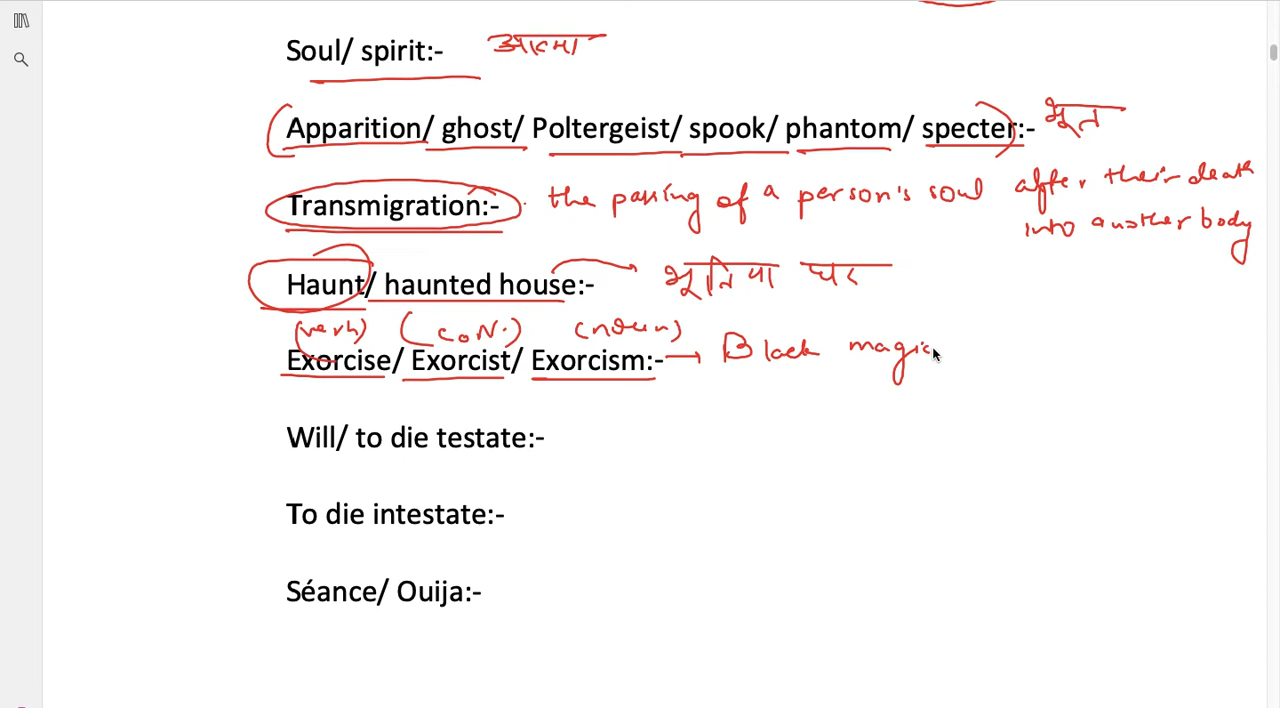 Soul/ spirit:- आत्मा
Apparition/ ghost/ Poltergeist/ spook/ phantom/ specter:- भूत
Transmigration:- the passing of a person's soul after their death
into another body
Haunt/ haunted house:- भूतिया घर
(verb) (coN.) (noun)
Exorcise/ Exorcist/ Exorcism:- Black magic
Will/ to die testate:-
To die intestate:-
Séance/ Ouija:-